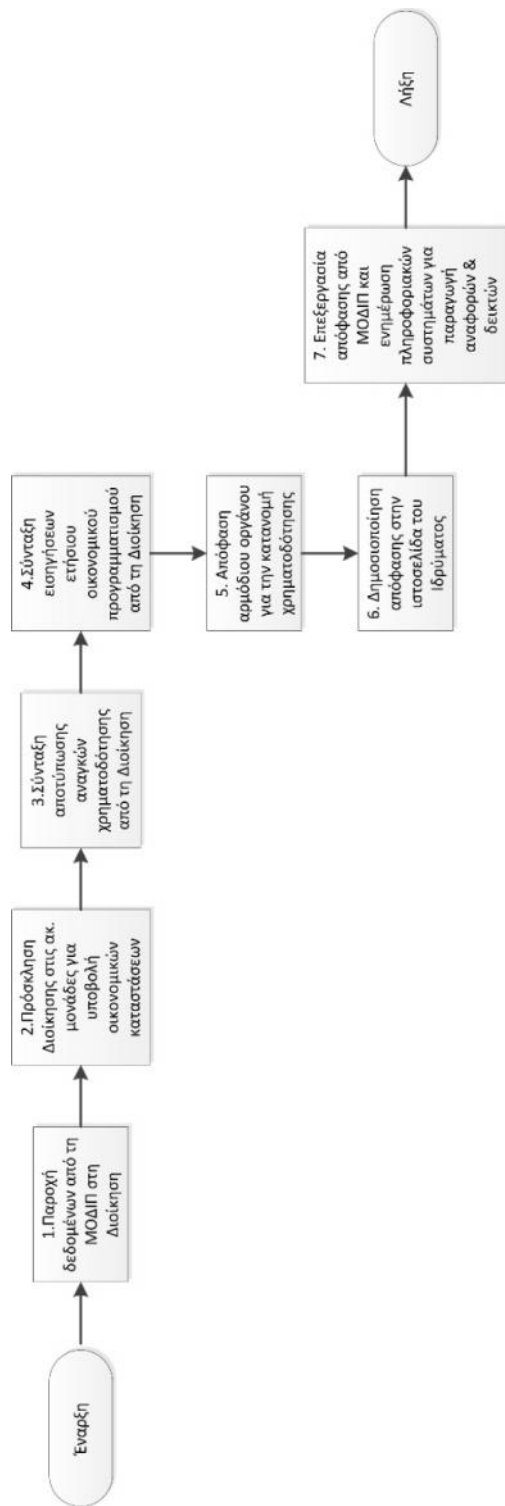 Έναρξη
1.Παροχή
δεδομένων από τη
ΜΟΔΙΠ στη
Διοίκηση
2.Πρόσκληση
Διοίκησης στις ακ.
μονάδες για
υποβολή
οικονομικών
καταστάσεων
3.Σύνταξη
αποτύπωσης
αναγκών
χρηματοδότησης
από τη Διοίκηση
4.Σύνταξη
εισηγήσεων
ετήσιου
οικονομικού
προγραμματισμού
από τη Διοίκηση
5. Απόφαση
αρμόδιου οργάνου
για την κατανομή
χρηματοδότησης
6. Δημοσιοποίηση
απόφασης στην
ιστοσελίδα του
Ιδρύματος
7. Επεξεργασία
απόφασης από
ΜΟΔΙΠ και
ενημέρωση
πληροφοριακών
συστημάτων για
παραγωγή
αναφορών &
δεικτών
Λήξη